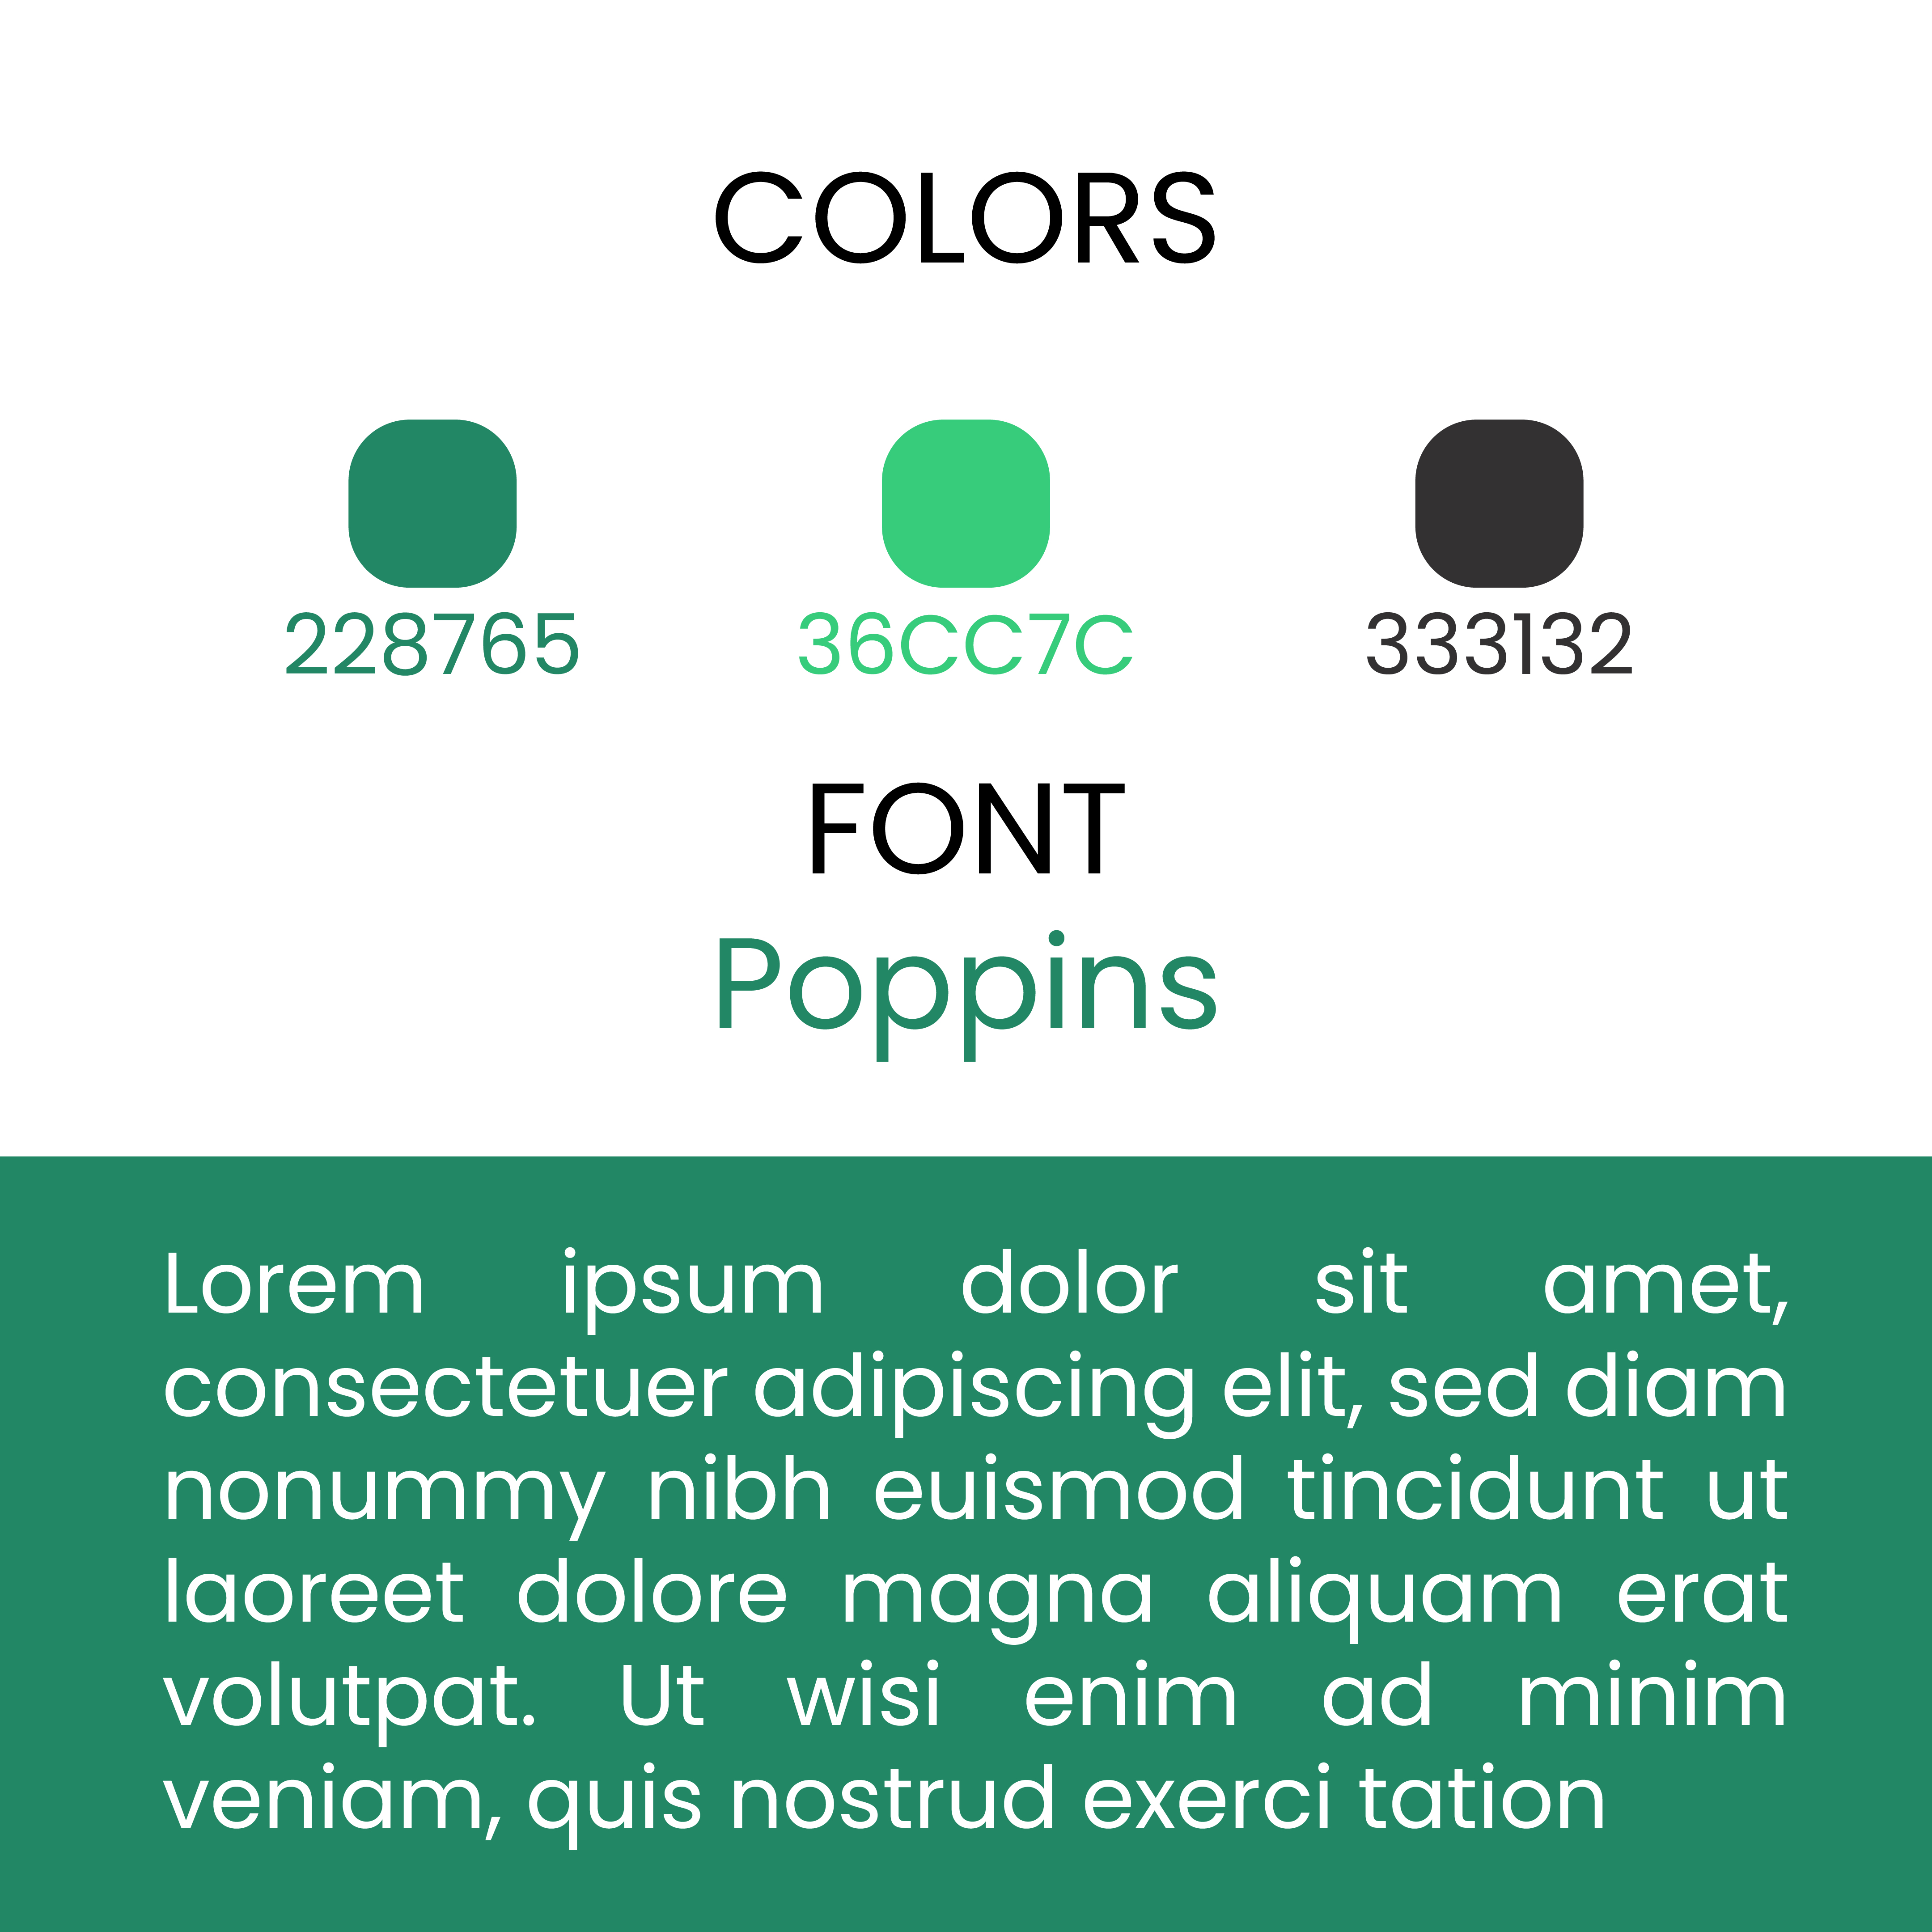 COLORS
228765 36CC7C 333132
FONT
Poppins
Lorem ipsum dolor sit amet,
consectetuer adipiscing elit, sed diam
nonummy nibh euismod tincidunt ut
laoreet dolore magna aliquam erat
volutpat. Ut wisi enim ad minim
veniam, quis nostrud exerci tation